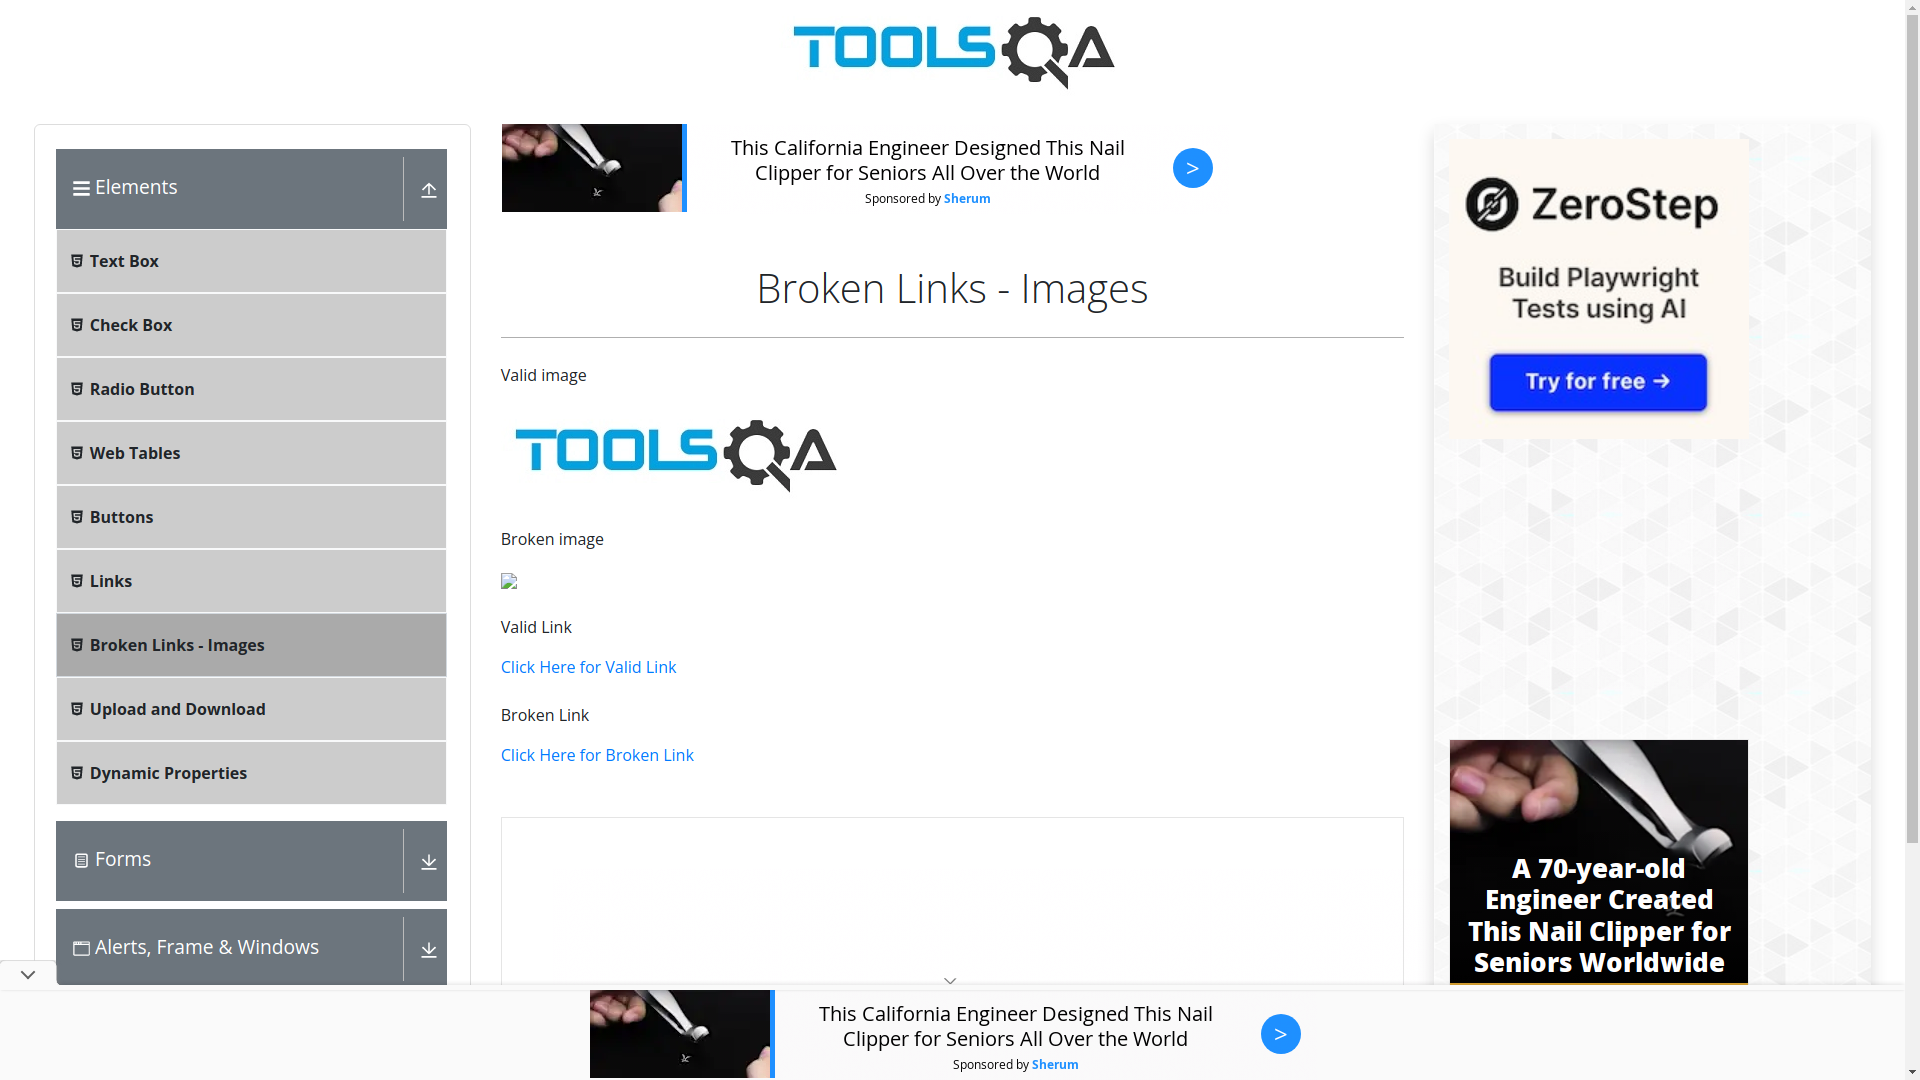 TOOLSQA
Elements
Text Box
Check Box
Radio Button
Web Tables
Buttons
Links
Broken Links - Images
Upload and Download
Dynamic Properties
Forms
Alerts, Frame & Windows
This California Engineer Designed This Nail
Clipper for Seniors All Over the World
Sponsored by Sherum
>
Broken Links - Images
Valid image
TOOLSQA
Broken image
Valid Link
Click Here for Valid Link
Broken Link
Click Here for Broken Link
ZeroStep
Build Playwright
Tests using AI
Try for free →
A 70-year-old
Engineer Created
This Nail Clipper for
Seniors Worldwide
This California Engineer Designed This Nail
Clipper for Seniors All Over the World
Sponsored by Sherum
>